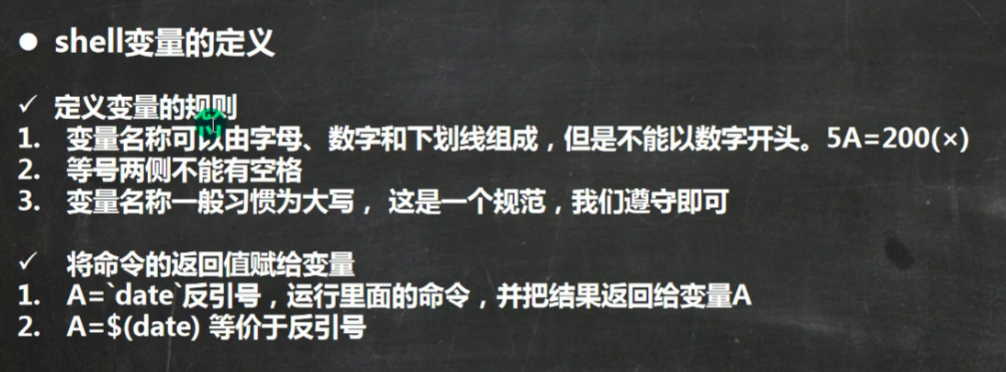 ● shell变量的定义
✓ 定义变量的规则
1. 变量名称可以由字母、数字和下划线组成，但是不能以数字开头。5A=200(×)
2. 等号两侧不能有空格
3. 变量名称一般习惯为大写， 这是一个规范，我们遵守即可
✓ 将命令的返回值赋给变量
1. A=`date`反引号，运行里面的命令，并把结果返回给变量A
2. A=$(date) 等价于反引号